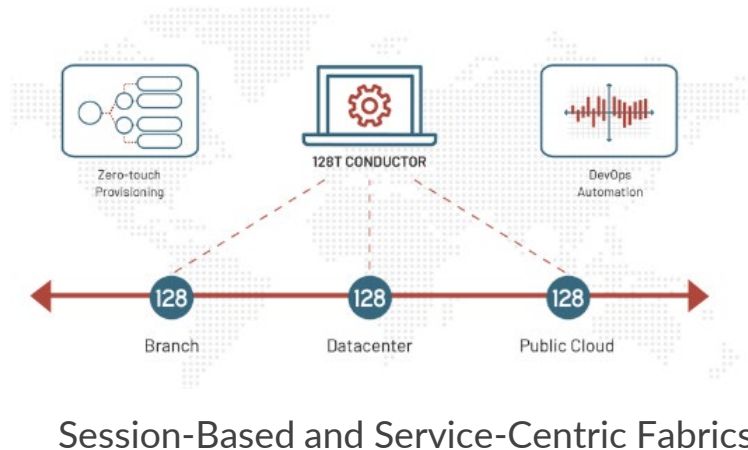 128T CONDUCTOR
Zero-touch
Provisioning
DevOps
Automation
128
128
128
Branch
Datacenter
Public Cloud
Session-Based and Service-Centric Fabrics